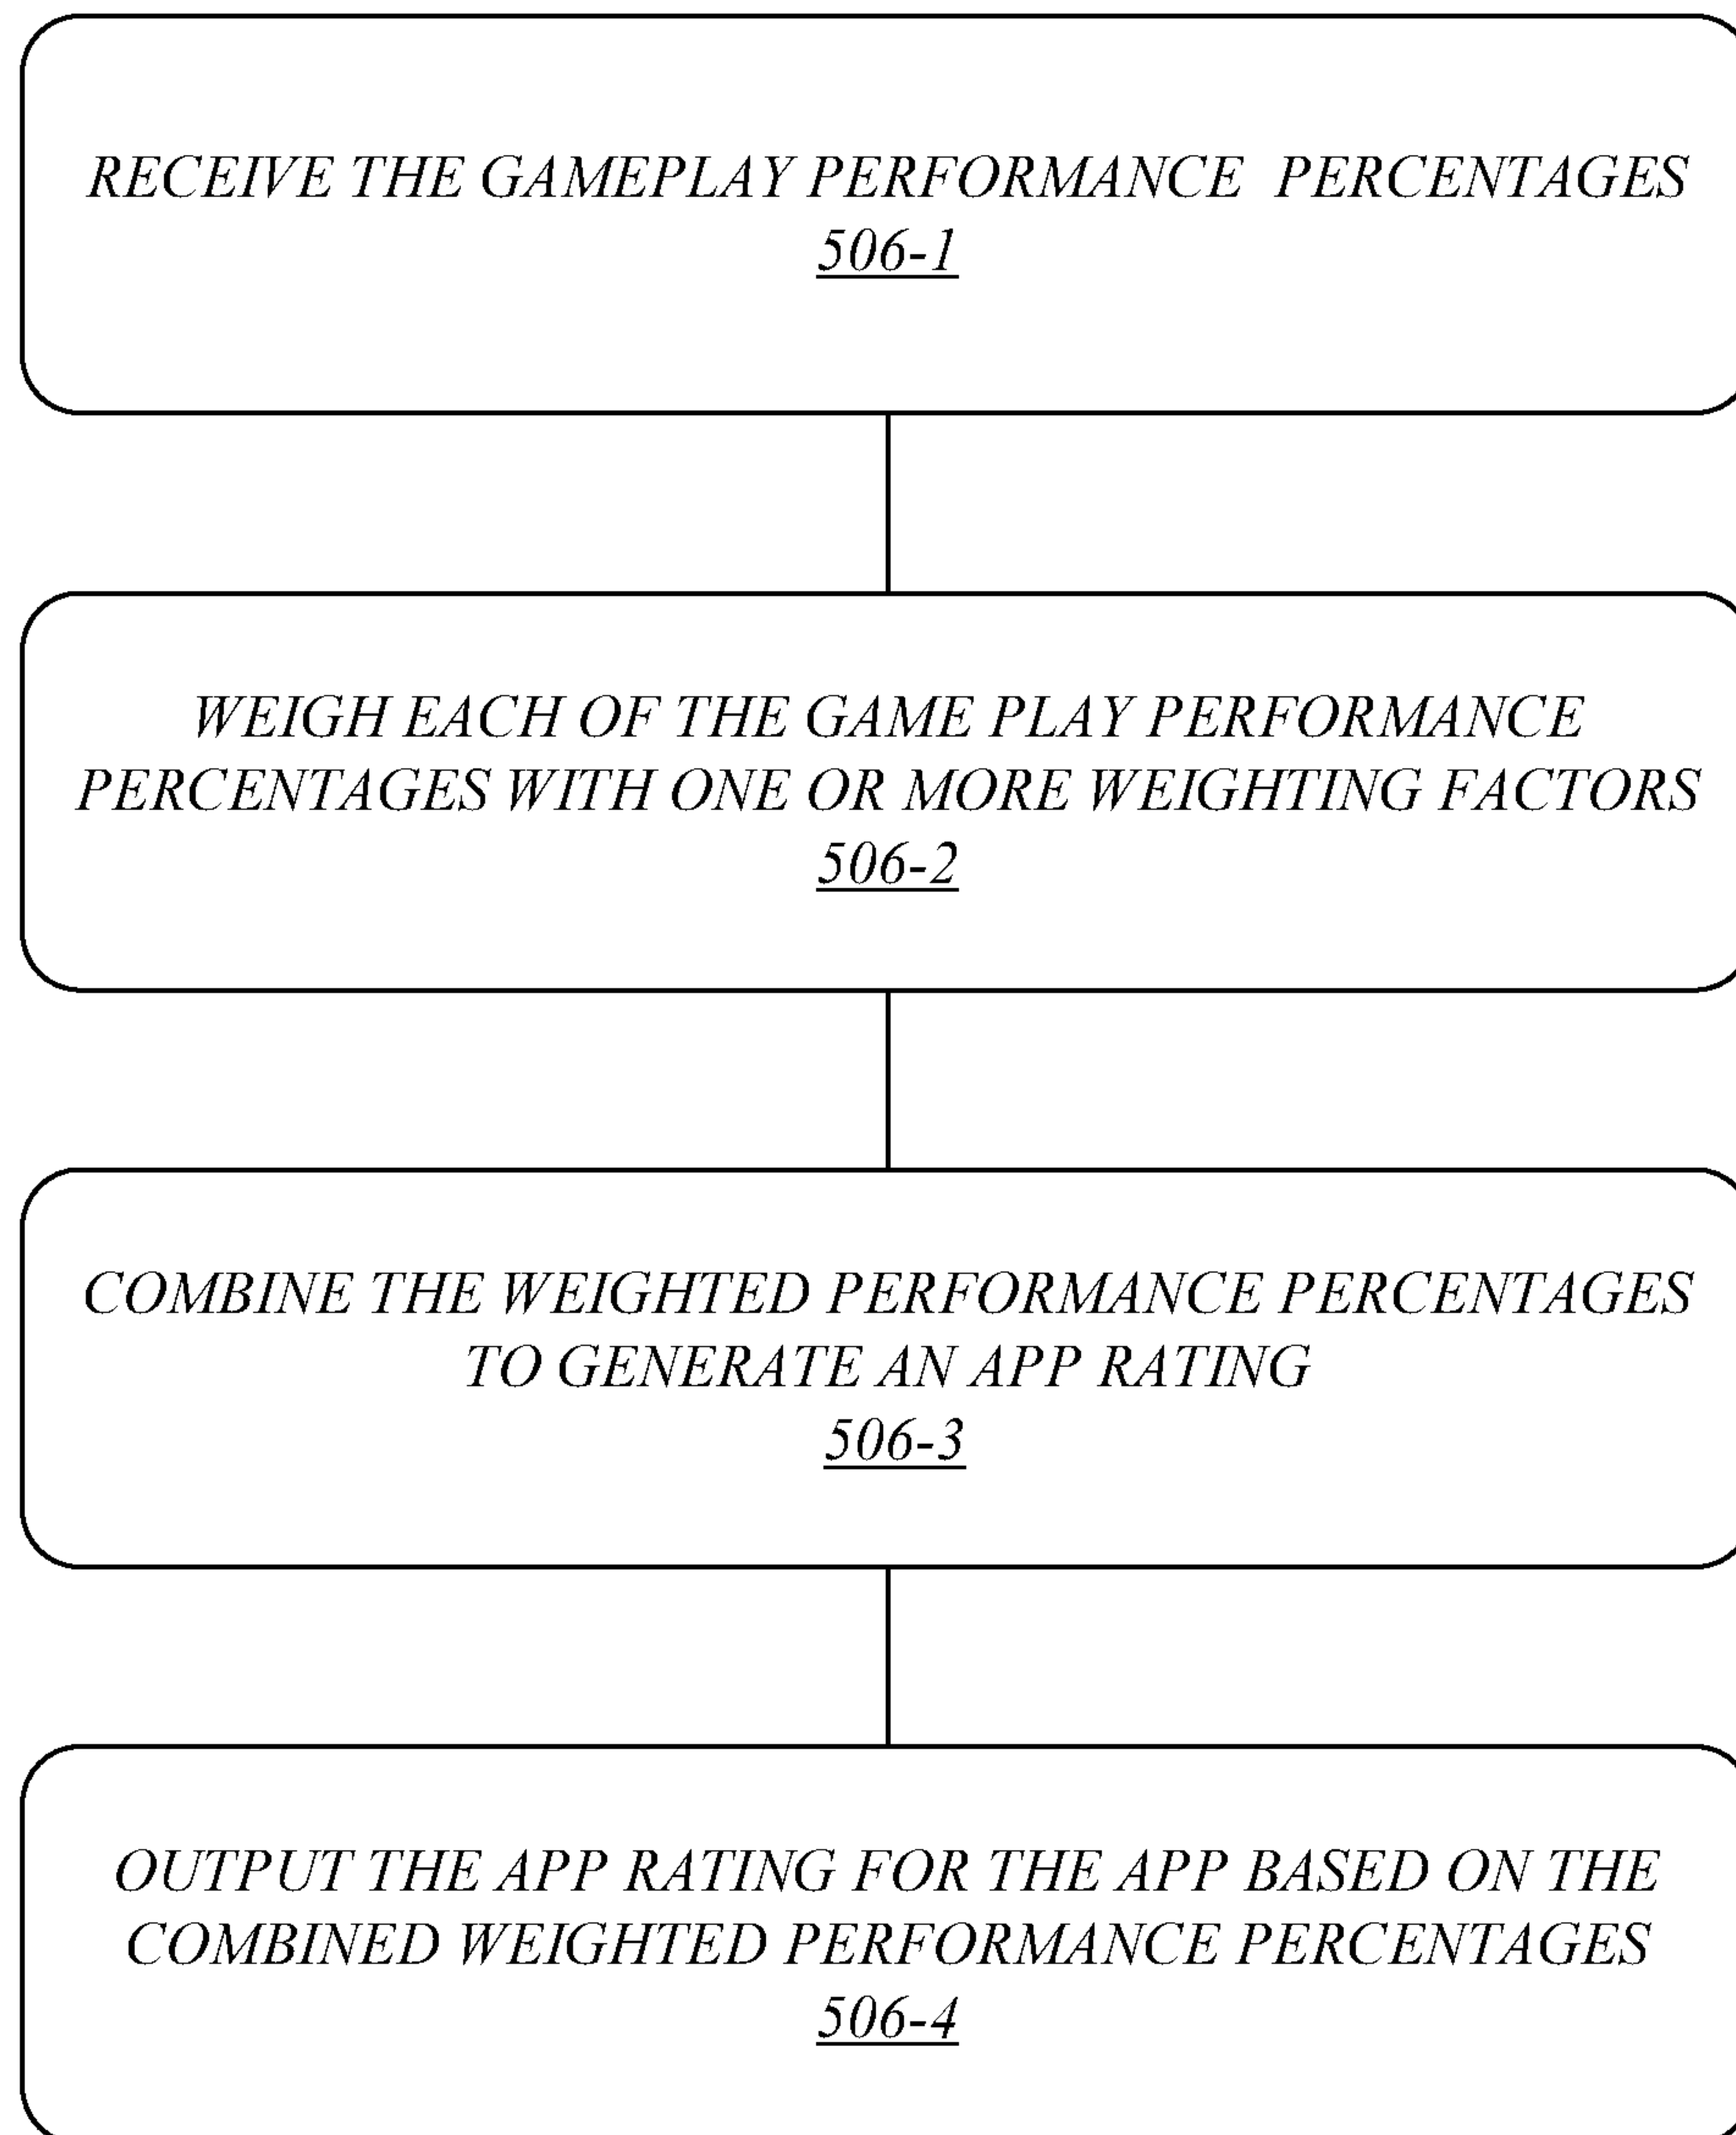 RECEIVE THE GAMEPLAY PERFORMANCE PERCENTAGES
506-1
WEIGH EACH OF THE GAME PLAY PERFORMANCE
PERCENTAGES WITH ONE OR MORE WEIGHTING FACTORS
506-2
COMBINE THE WEIGHTED PERFORMANCE PERCENTAGES
TO GENERATE AN APP RATING
506-3
OUTPUT THE APP RATING FOR THE APP BASED ON THE
COMBINED WEIGHTED PERFORMANCE PERCENTAGES
506-4